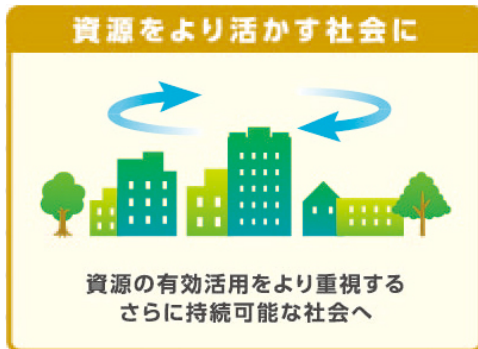 資源をより活かす社会に
資源の有効活用をより重視する
さらに持続可能な社会へ